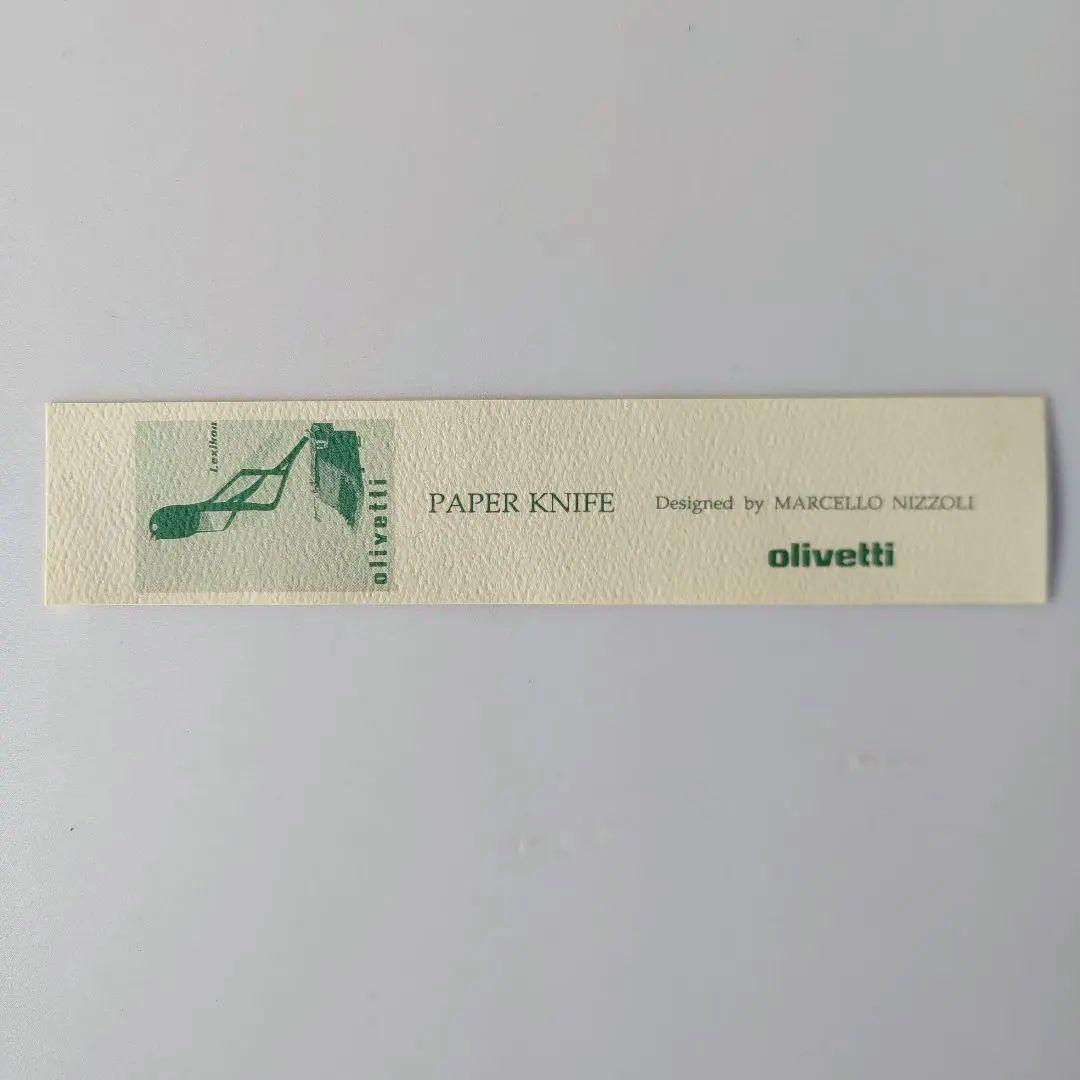 Lexikon
olivetti
PAPER KNIFE
Designed by MARCELLO NIZZOLI
olivetti